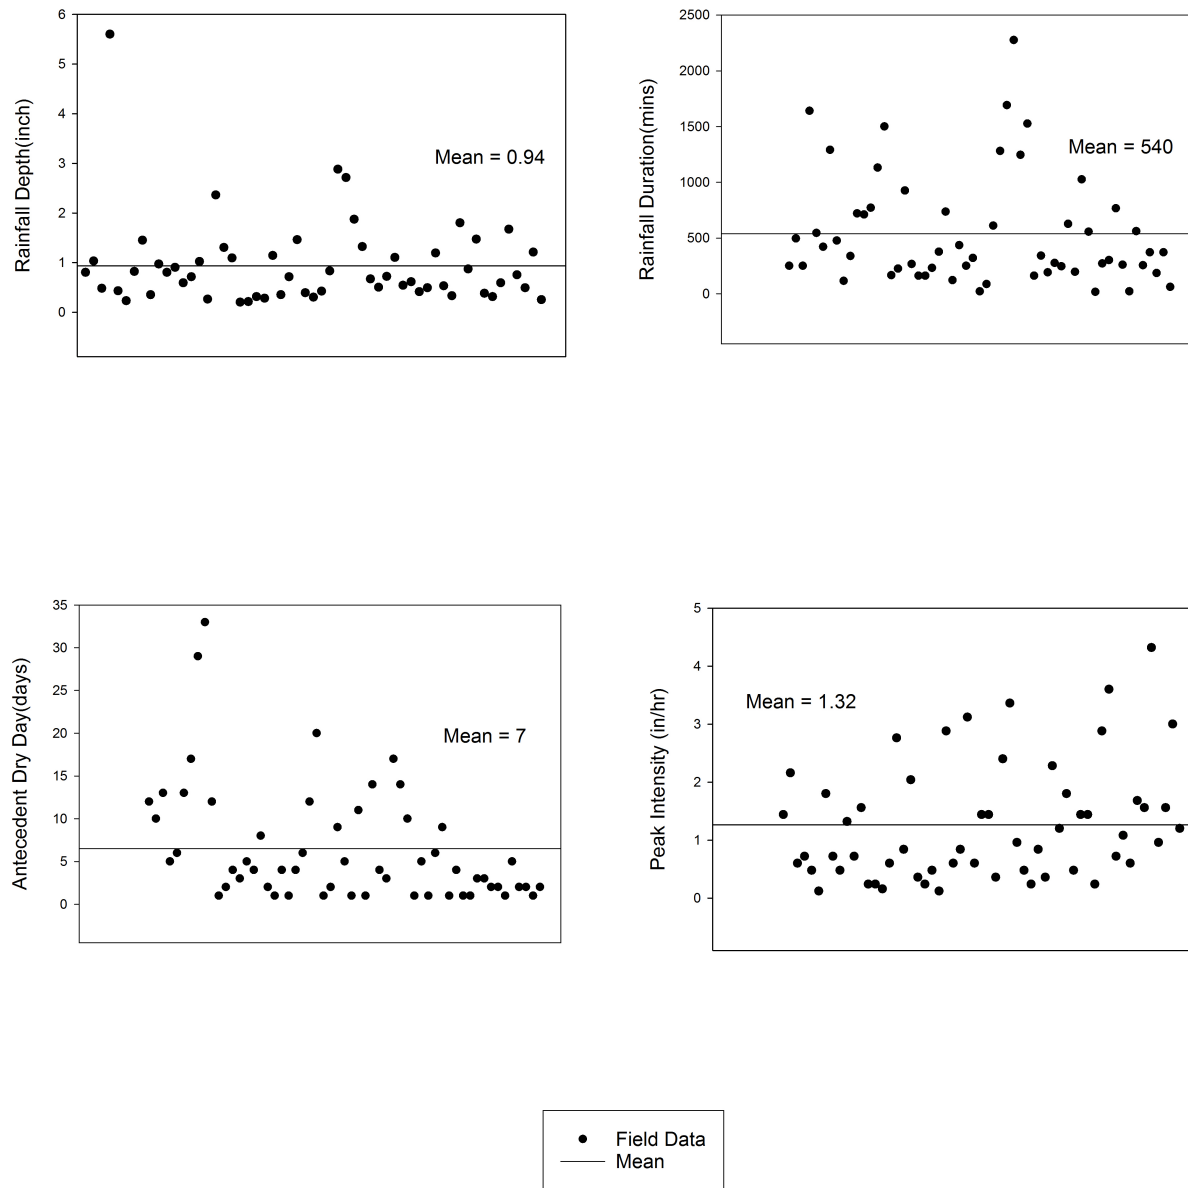 6
5
4
3
2
1
0
Rainfall Depth(inch)
Mean = 0.94
2500
2000
1500
1000
500
0
Rainfall Duration(mins)
Mean = 540
35
30
25
20
15
10
5
0
Antecedent Dry Day(days)
Mean = 7
5
4
3
2
1
0
Peak Intensity (in/hr)
Mean = 1.32
Field Data
Mean